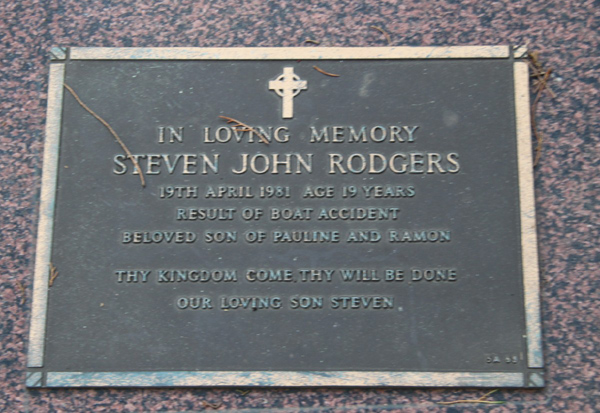 IN LOVING MEMORY
STEVEN JOHN RODGERS
19TH APRIL 1981 AGE 19 YEARS
RESULT OF BOAT ACCIDENT
BELOVED SON OF PAULINE AND RAMON
THY KINGDOM COME, THY WILL BE DONE
OUR LOVING SON STEVEN